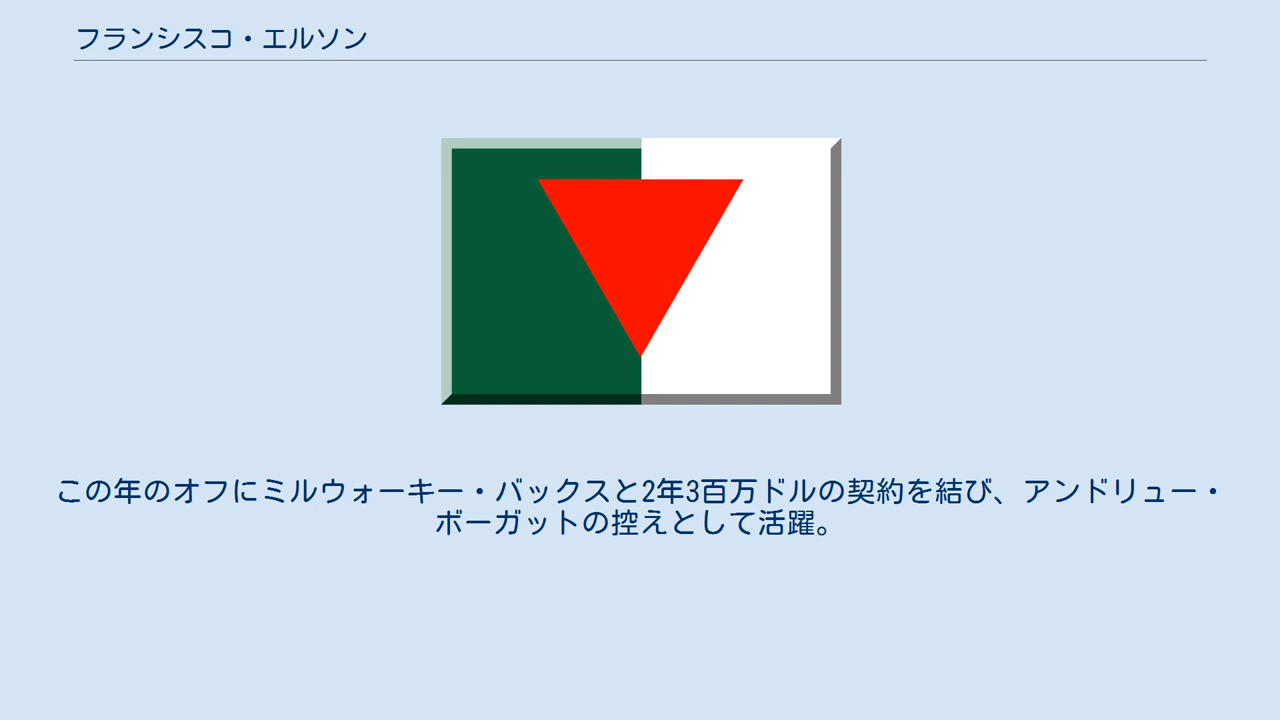 フランシスコ・エルソン
この年のオフにミルウォーキー・バックスと2年3百万ドルの契約を結び、アンドリュー・
ボーガットの控えとして活躍。